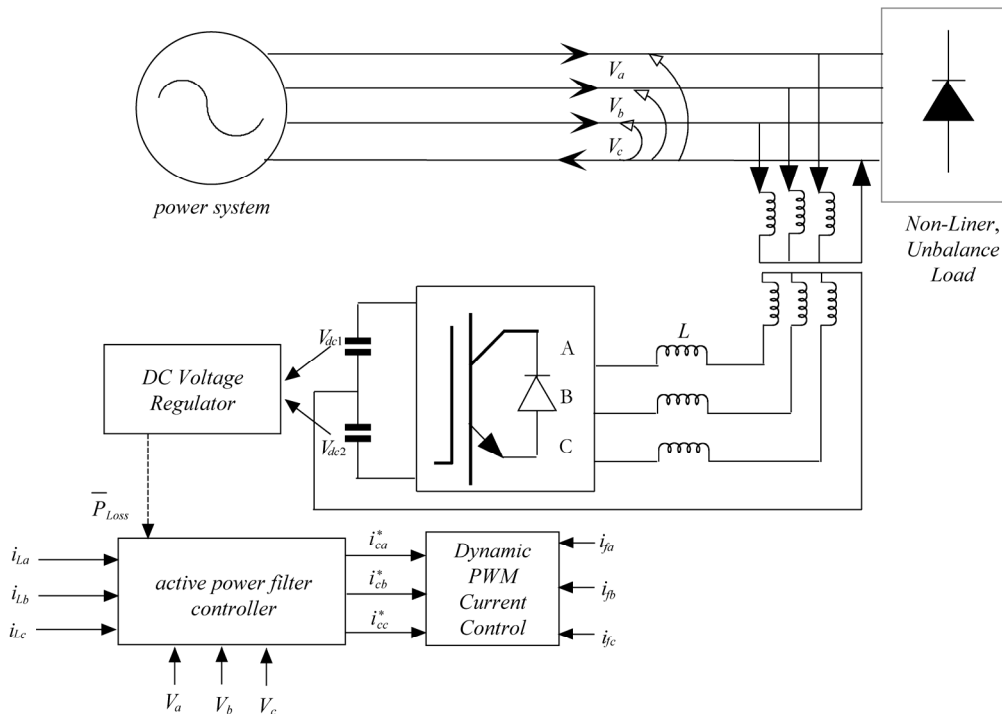 V_a
V_b
V_c
power system
Non-Liner,
Unbalance
Load
V_dc1
DC Voltage
Regulator
V_dc2
A
B
C
L
P̅_Loss
i_La
i_Lb
i_Lc
active power filter
controller
i*_ca
i*_cb
i*_cc
Dynamic
PWM
Current
Control
i_fa
i_fb
i_fc
V_a
V_b
V_c